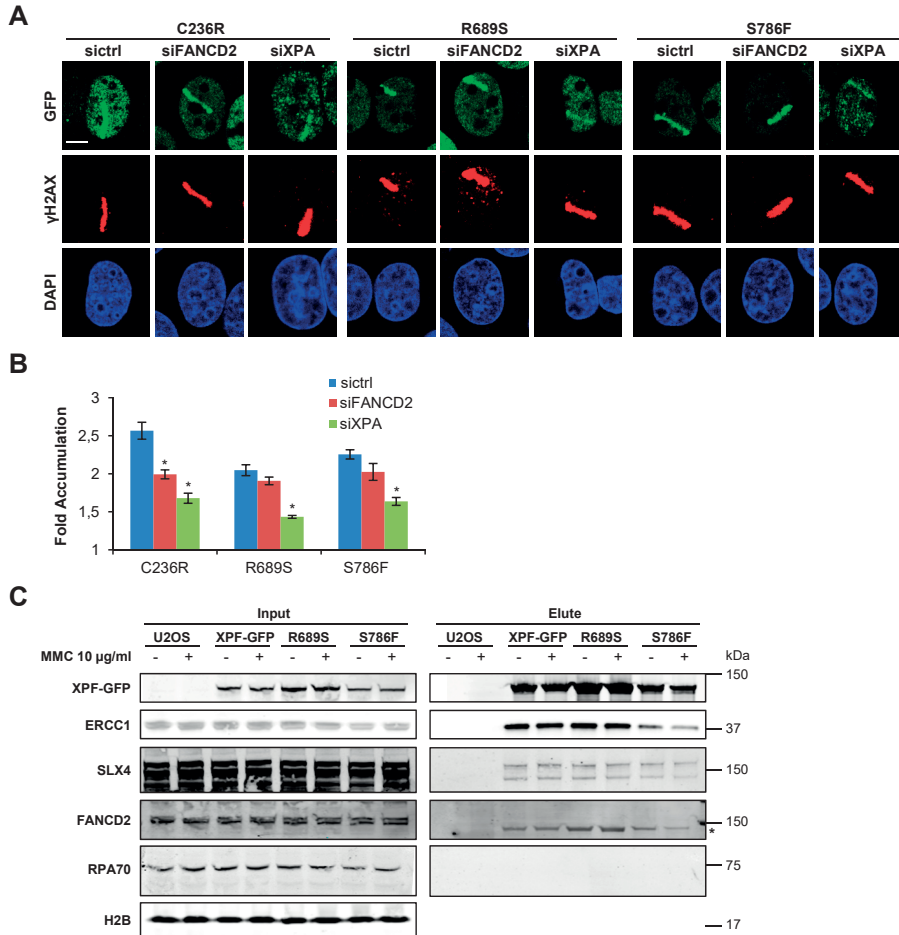 A
C236R R689S S786F
sictrl siFANCD2 siXPA sictrl siFANCD2 siXPA sictrl siFANCD2 siXPA
GFP
γH2AX
DAPI
B
sictrl
siFANCD2
siXPA
Fold Accumulation
3
2,5
2
1,5
1
* * * *
C236R R689S S786F
C
Input Elute
U2OS XPF-GFP R689S S786F U2OS XPF-GFP R689S S786F
MMC 10 µg/ml - + - + - + - + - + - + - + - + kDa
XPF-GFP 150
ERCC1 37
SLX4 150
FANCD2 150
*
RPA70 75
H2B 17